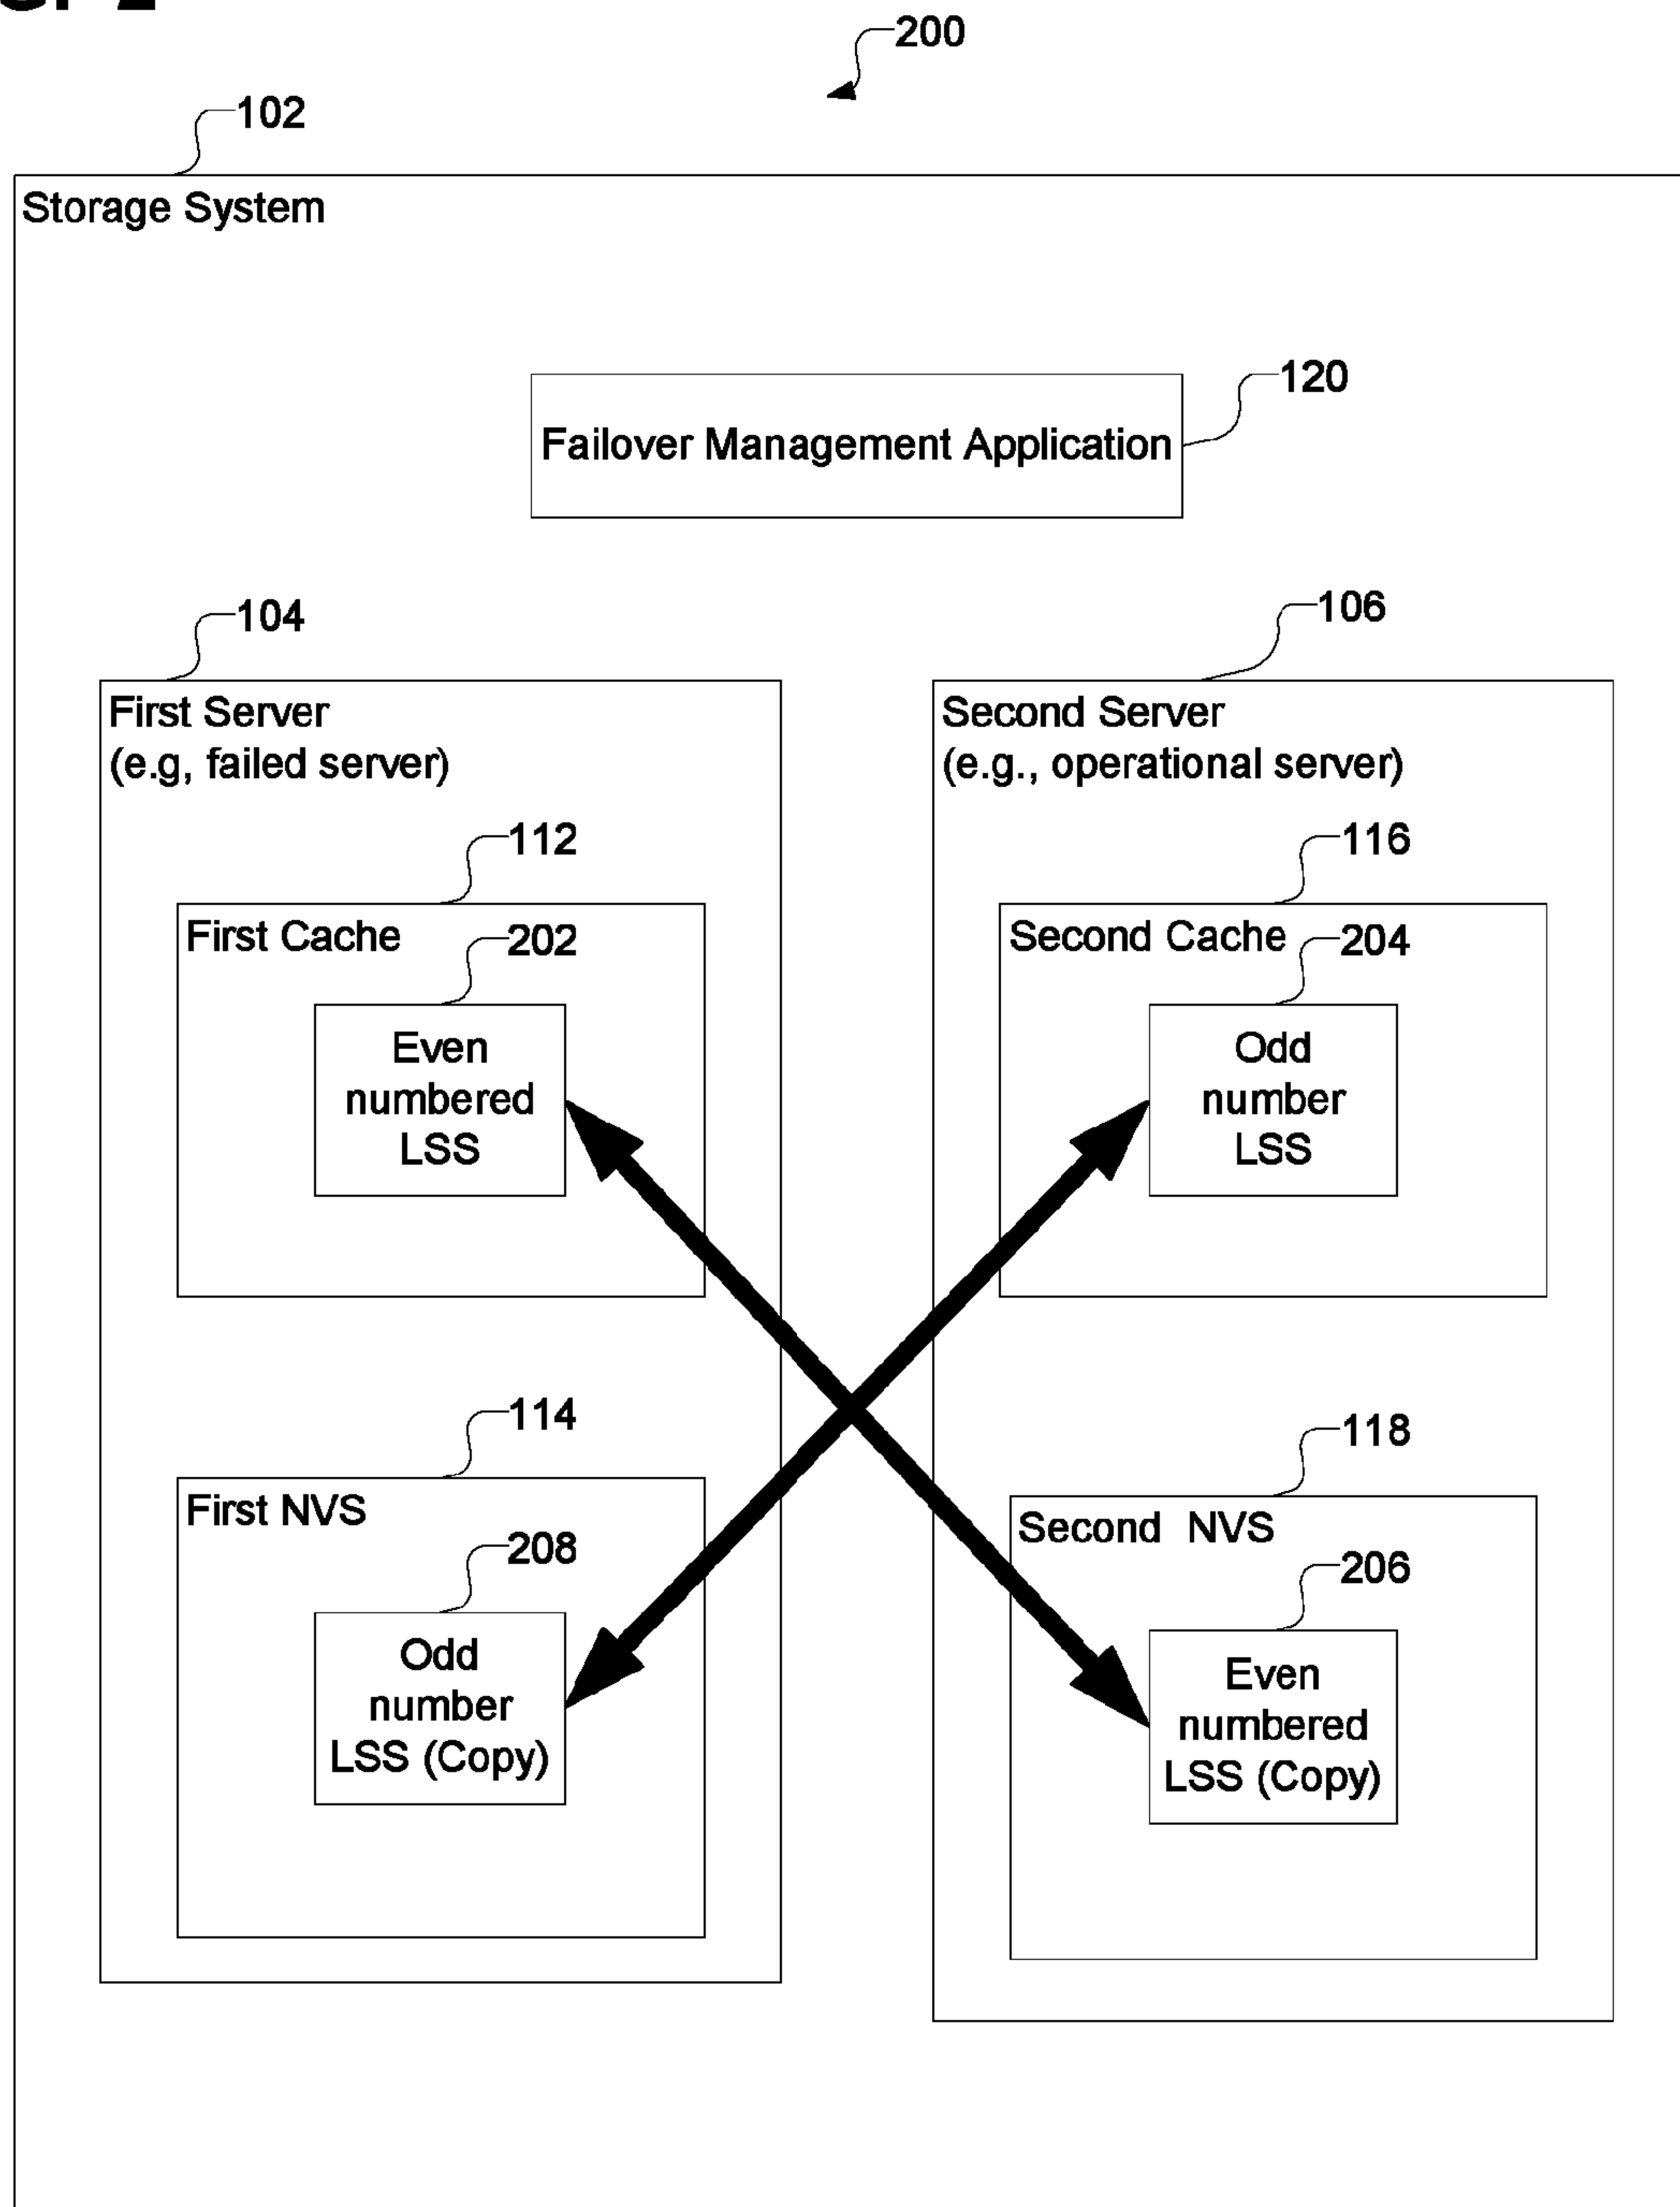 200
102
Storage System
120
Failover Management Application
104
106
First Server
(e.g, failed server)
Second Server
(e.g., operational server)
112
116
First Cache
202
Second Cache
204
Even
numbered
LSS
Odd
number
LSS
114
118
First NVS
208
Second NVS
206
Odd
number
LSS (Copy)
Even
numbered
LSS (Copy)